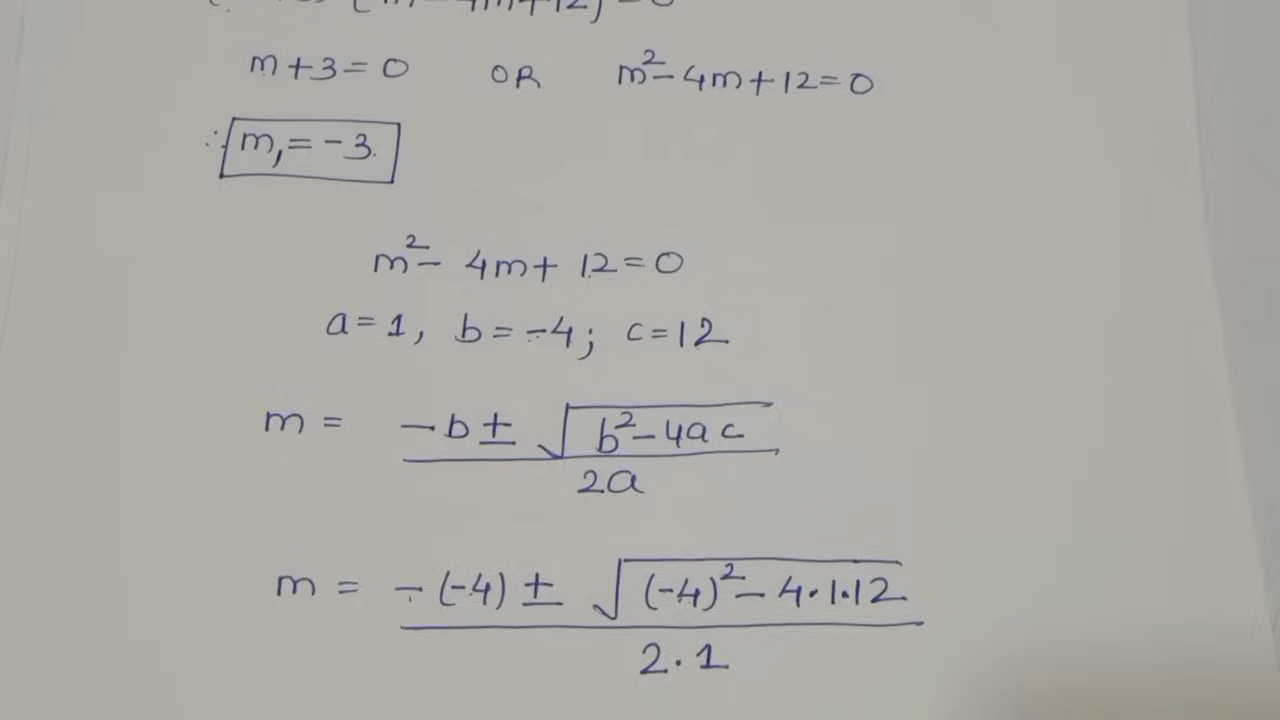 m + 3 = 0 OR m² - 4m + 12 = 0
∴ m₁ = -3.
m² - 4m + 12 = 0
a = 1, b = -4; c = 12
m = (-b ± √(b² - 4ac)) / 2a
m = (-(-4) ± √((-4)² - 4·1·12)) / 2·1